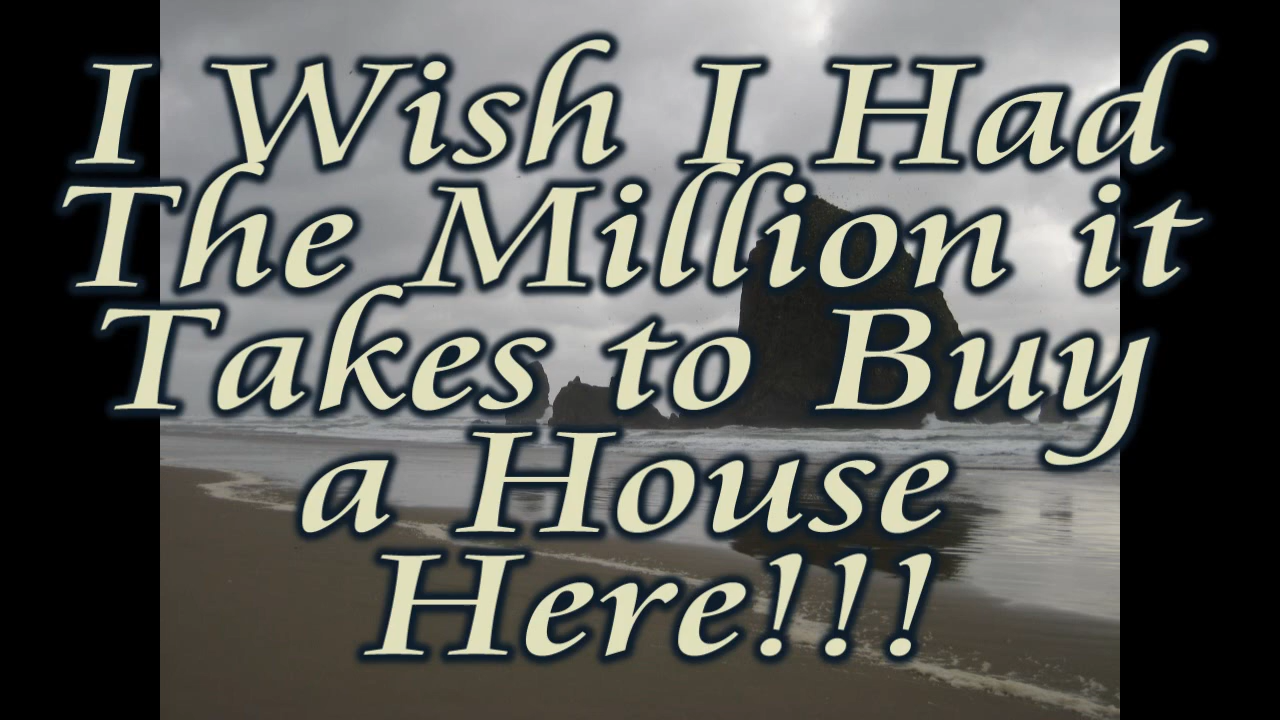 I Wish I Had
The Million it
Takes to Buy
a House
Here!!!